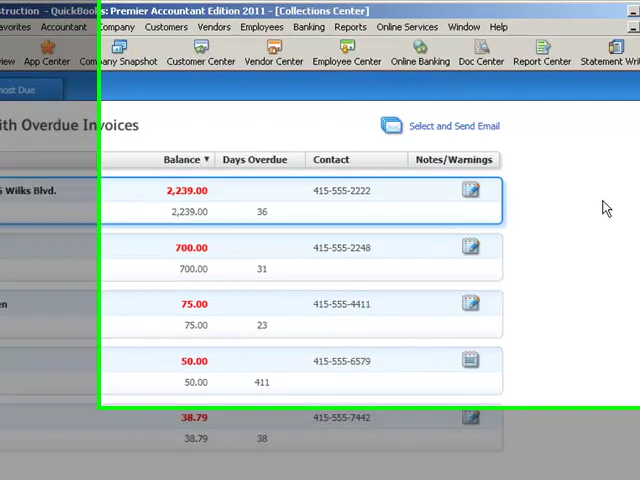 struction - QuickBooks: Premier Accountant Edition 2011 - [Collections Center]
avorites Accountant Company Customers Vendors Employees Banking Reports Online Services Window Help
view App Center Company Snapshot Customer Center Vendor Center Employee Center Online Banking Doc Center Report Center Statement Writ
most Due
ith Overdue Invoices
Select and Send Email
Balance Days Overdue Contact Notes/Warnings
5 Wilks Blvd. 2,239.00 415-555-2222
2,239.00 36
700.00 415-555-2248
700.00 31
en 75.00 415-555-4411
75.00 23
50.00 415-555-6579
50.00 411
38.79 415-555-7442
38.79 38